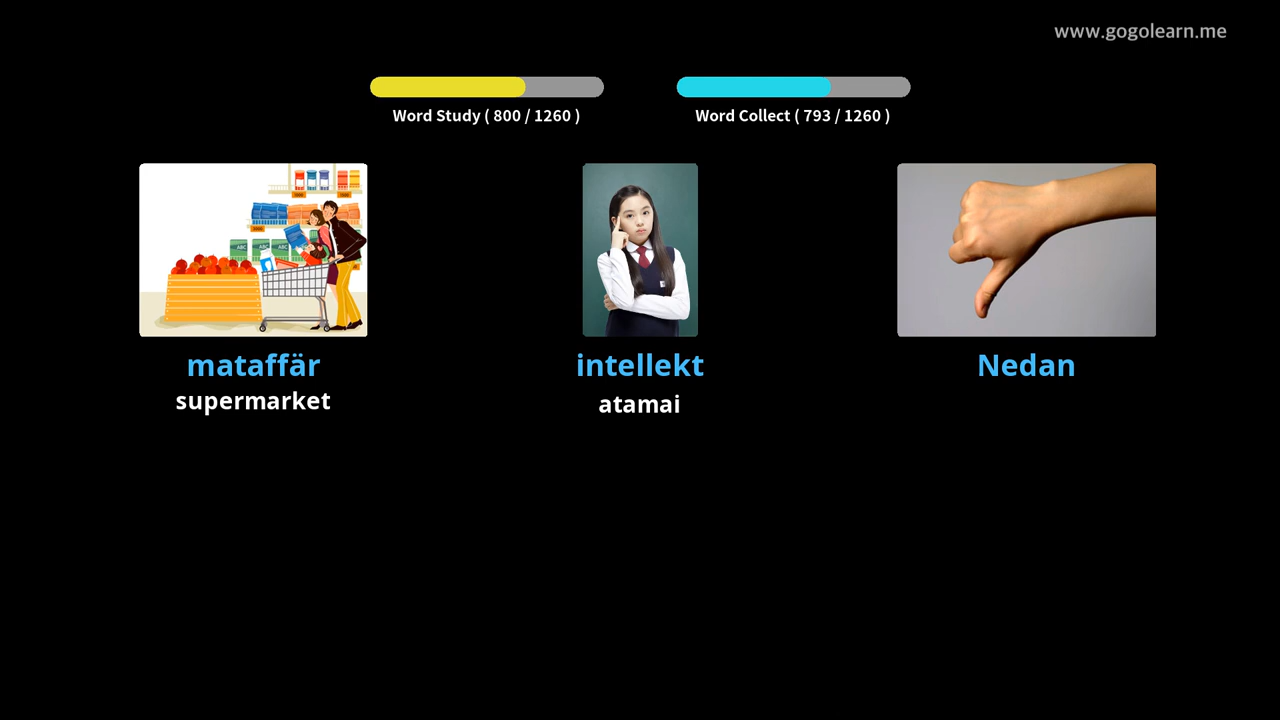 www.gogolearn.me
Word Study ( 800 / 1260 )
Word Collect ( 793 / 1260 )
mataffär
supermarket
intellekt
atamai
Nedan